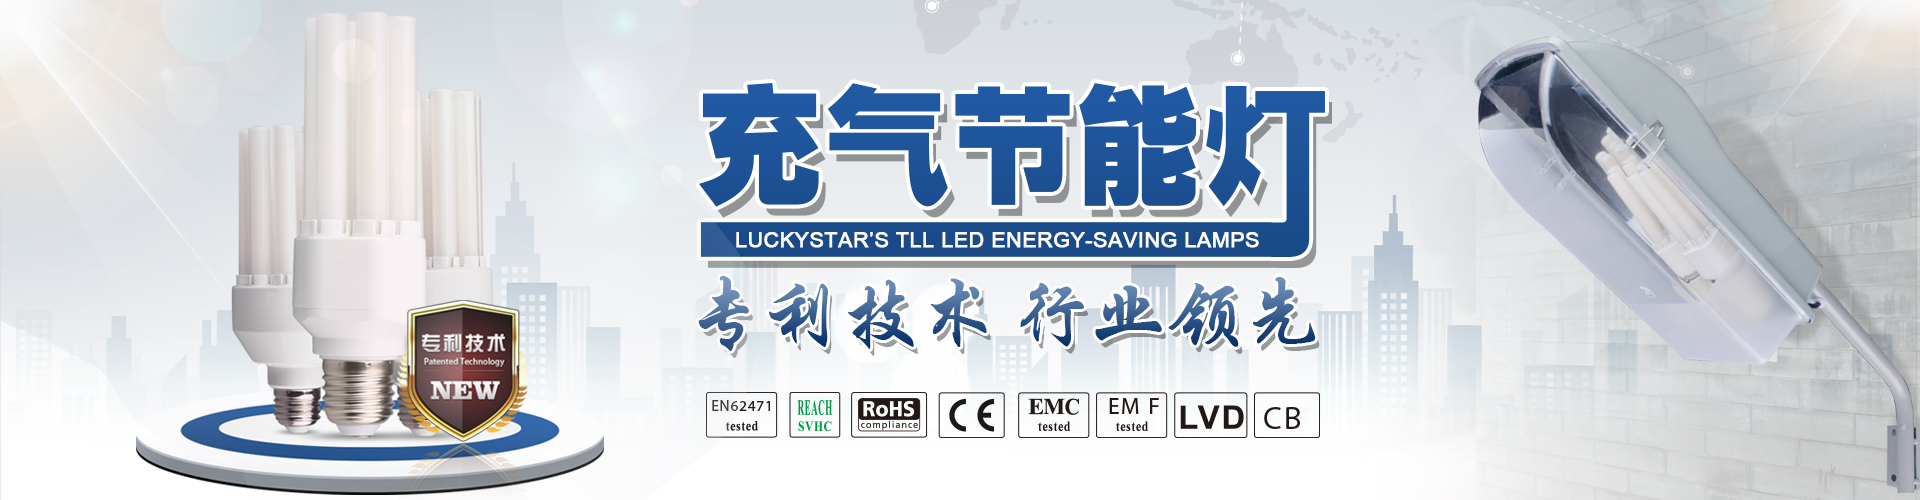 充气节能灯
LUCKYSTAR'S TLL LED ENERGY-SAVING LAMPS
专利技术 行业领先
专利技术
Patented Technology
NEW
EN62471
tested
REACH
SVHC
RoHS
compliance
CE
EMC
tested
EM F
tested
LVD
CB